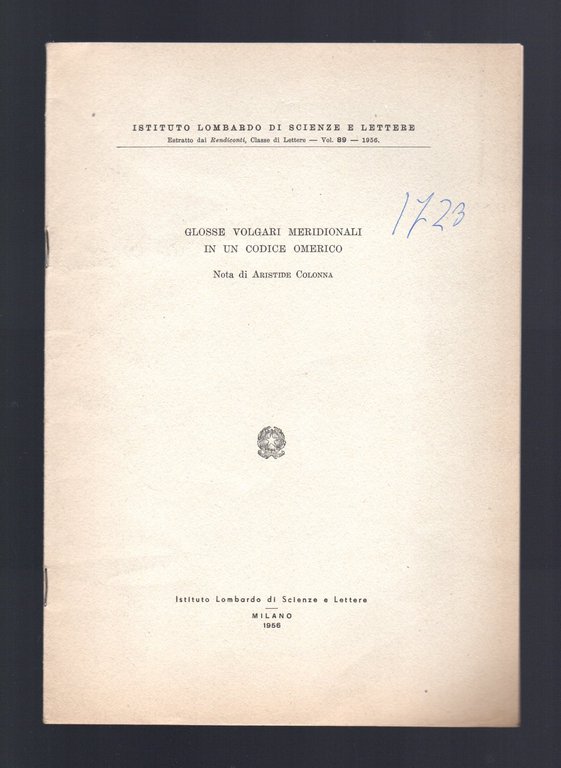 ISTITUTO LOMBARDO DI SCIENZE E LETTERE
Estratto dai Rendiconti, Classe di Lettere — Vol. 89 — 1956.
1723
GLOSSE VOLGARI MERIDIONALI
IN UN CODICE OMERICO
Nota di ARISTIDE COLONNA
Istituto Lombardo di Scienze e Lettere
MILANO
1956